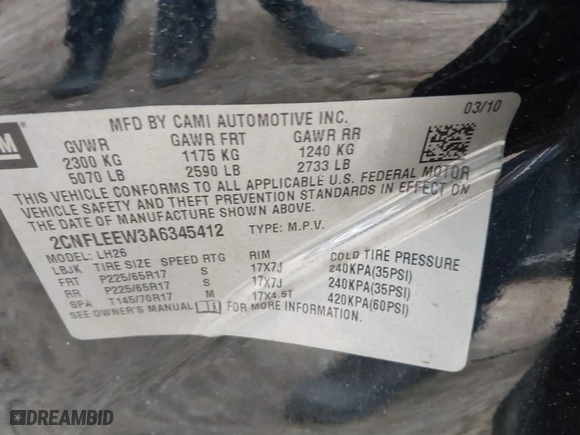 GM
MFD BY CAMI AUTOMOTIVE INC. 03/10
GVWR GAWR FRT GAWR RR
2300 KG 1175 KG 1240 KG
5070 LB 2590 LB 2733 LB
THIS VEHICLE CONFORMS TO ALL APPLICABLE U.S. FEDERAL MOTOR
VEHICLE SAFETY AND THEFT PREVENTION STANDARDS IN EFFECT ON
THE DATE OF MANUFACTURE SHOWN ABOVE.
2CNFLEEW3A6345412 TYPE: M.P.V.
MODEL: LH26
LBJK TIRE SIZE SPEED RTG RIM COLD TIRE PRESSURE
FRT P225/65R17 S 17X7J 240KPA(35PSI)
RR P225/65R17 S 17X7J 240KPA(35PSI)
SPA T145/70R17 M 17X4.5T 420KPA(60PSI)
SEE OWNER'S MANUAL FOR MORE INFORMATION.
DREAMBID